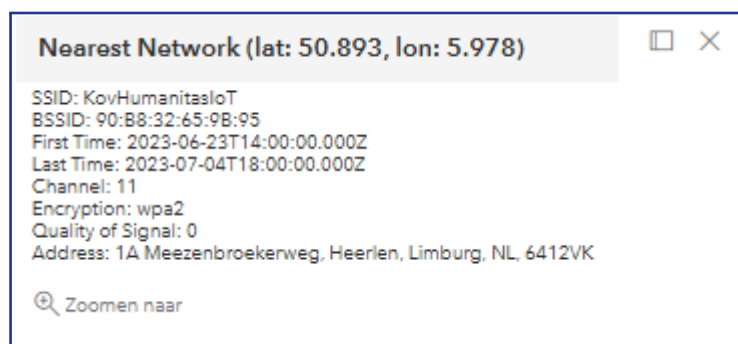 Nearest Network (lat: 50.893, lon: 5.978)
SSID: KovHumanitasIoT
BSSID: 90:B8:32:65:9B:95
First Time: 2023-06-23T14:00:00.000Z
Last Time: 2023-07-04T18:00:00.000Z
Channel: 11
Encryption: wpa2
Quality of Signal: 0
Address: 1A Meezenbroekerweg, Heerlen, Limburg, NL, 6412VK
Zoomen naar